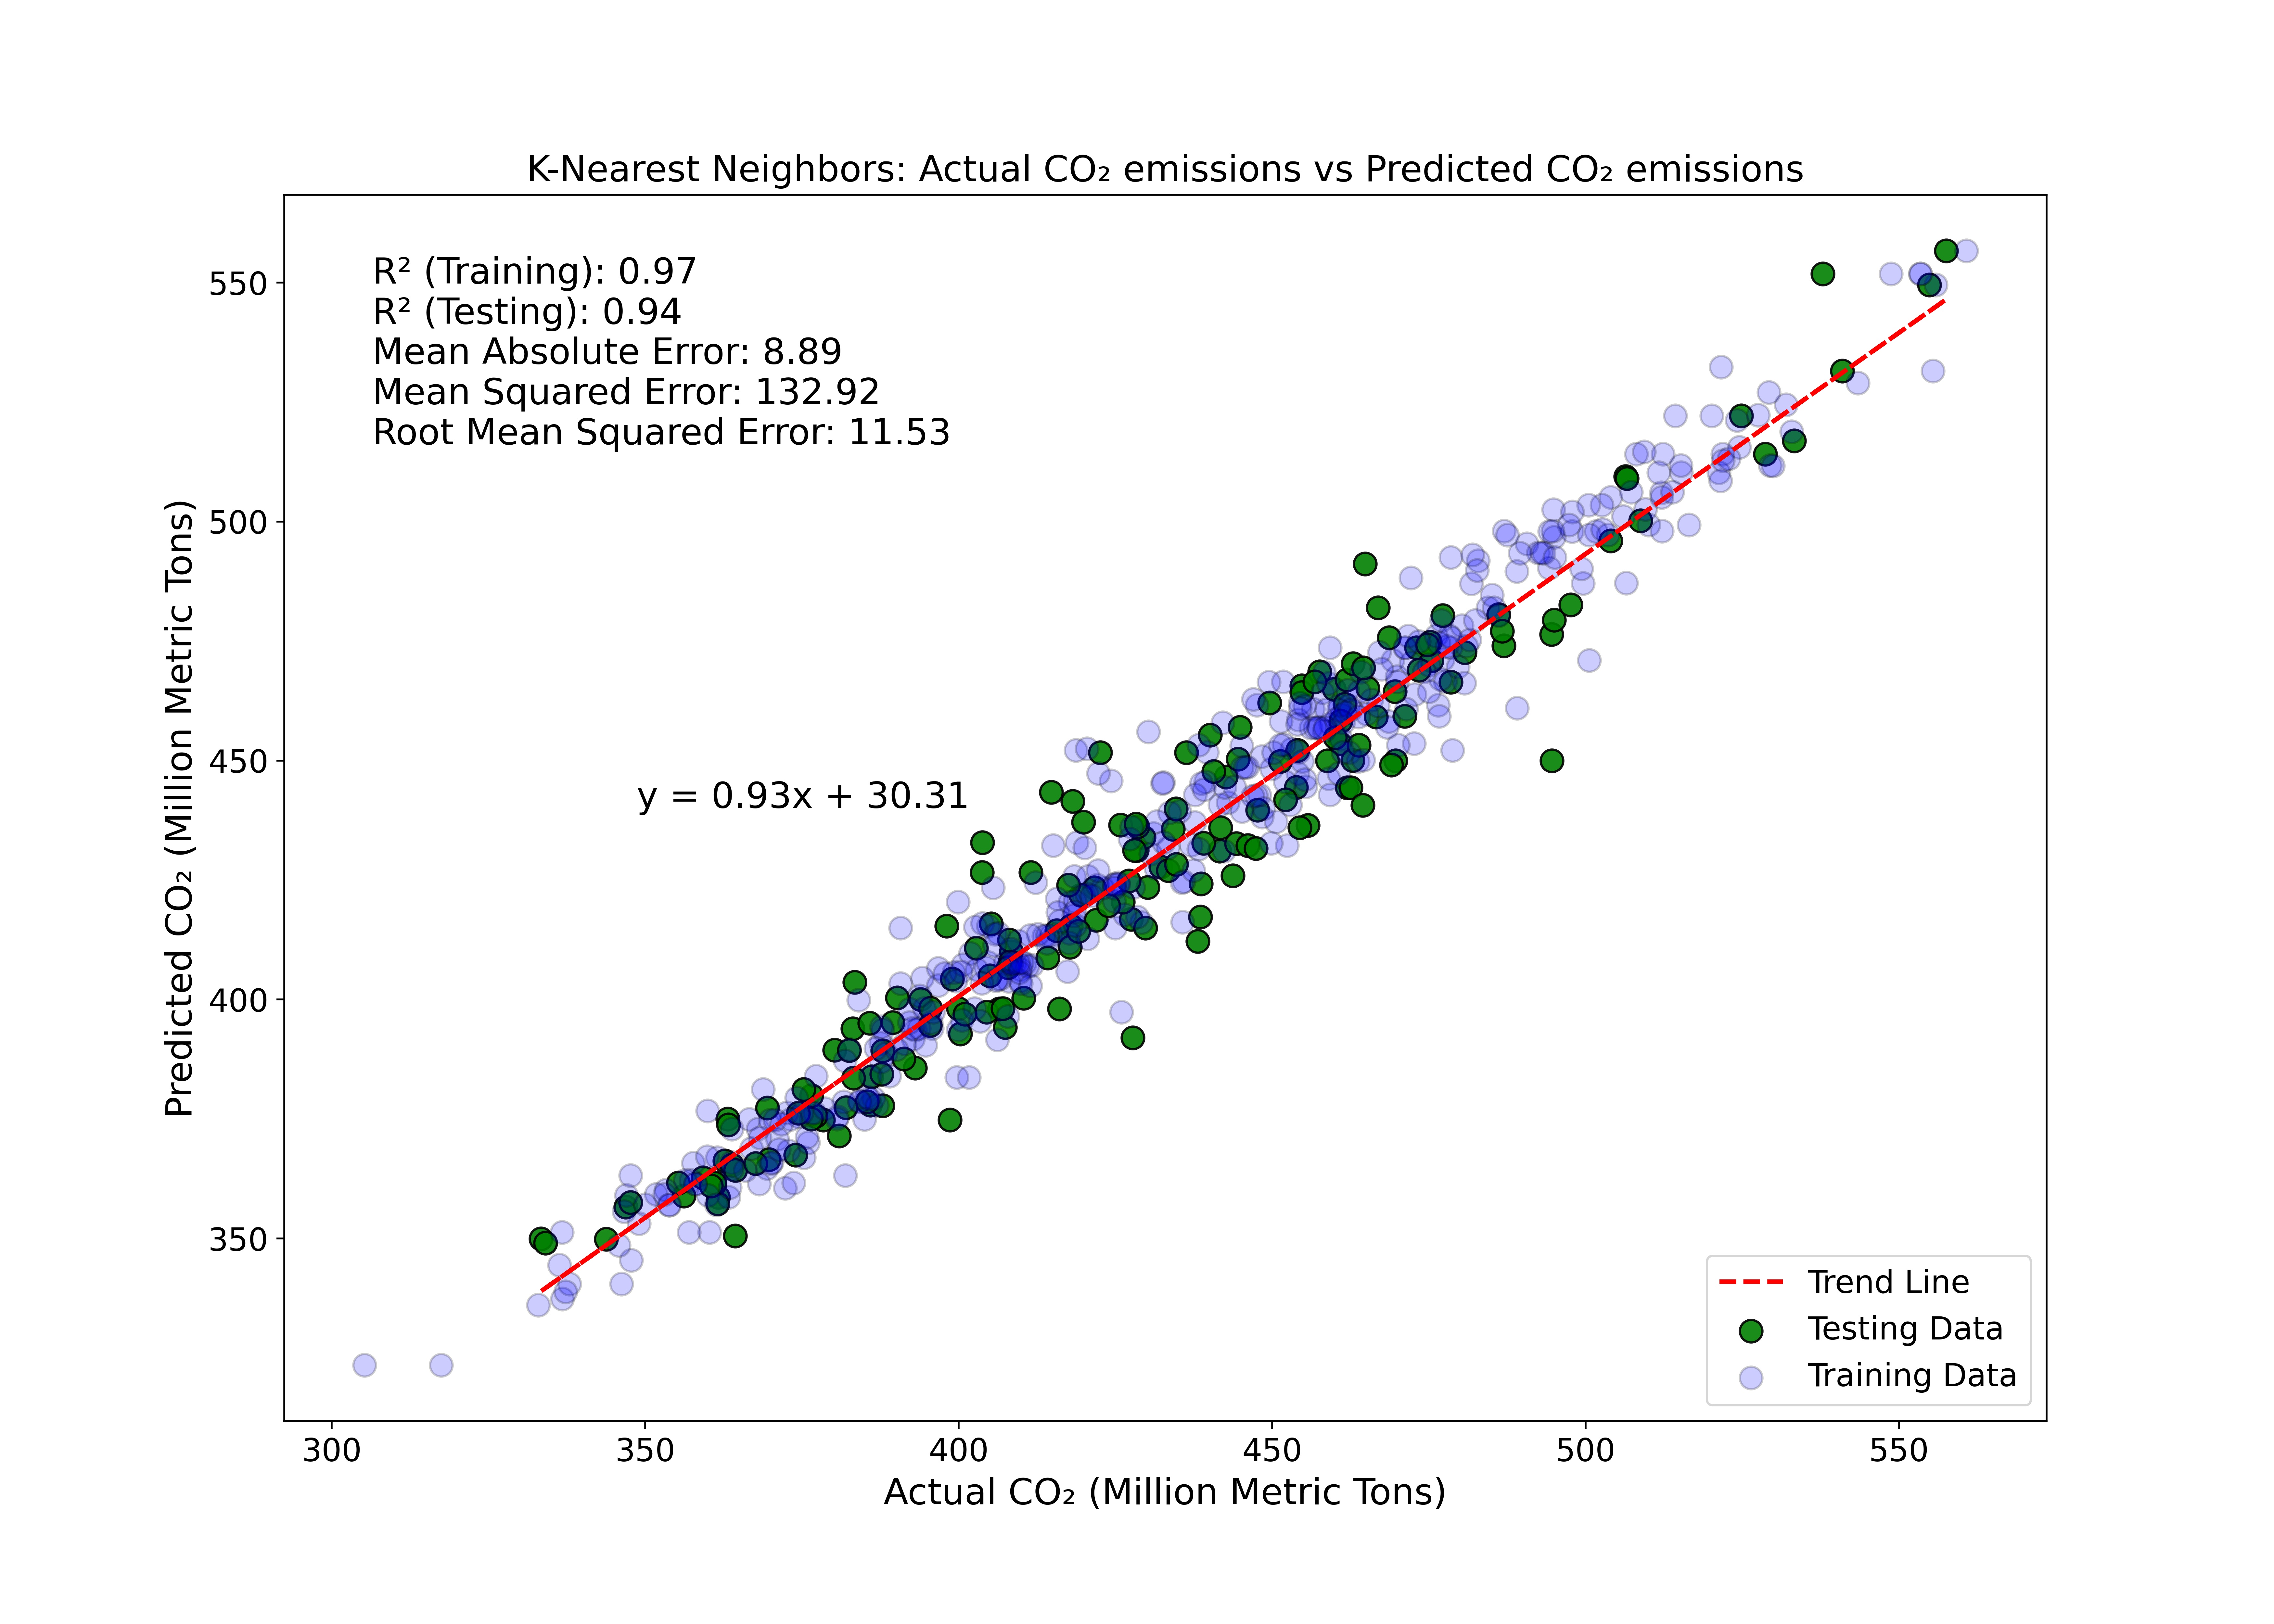 K-Nearest Neighbors: Actual CO₂ emissions vs Predicted CO₂ emissions
R² (Training): 0.97
R² (Testing): 0.94
Mean Absolute Error: 8.89
Mean Squared Error: 132.92
Root Mean Squared Error: 11.53
y = 0.93x + 30.31
Predicted CO₂ (Million Metric Tons)
550
500
450
400
350
Trend Line
Testing Data
Training Data
300 350 400 450 500 550
Actual CO₂ (Million Metric Tons)